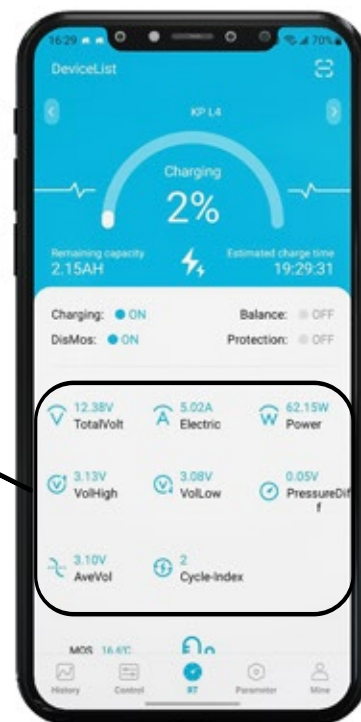 16:29 70%
DeviceList
KP L4
Charging
2%
Remaining capacity Estimated charge time
2.15AH 19:29:31
Charging: ON Balance: OFF
DisMos: ON Protection: OFF
12.38V 5.02A 62.15W
TotalVolt Electric Power
3.13V 3.08V 0.05V
VolHigh VolLow PressureDif
f
3.10V 2
AveVol Cycle-Index
MOS 16.6℃
History Control RT Parameter Mine